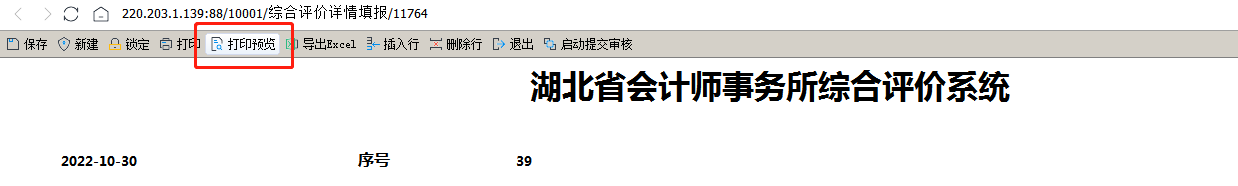 220.203.1.139:88/10001/综合评价详情填报/11764
保存 新建 锁定 打印 打印预览 导出Excel 插入行 删除行 退出 启动提交审核
湖北省会计师事务所综合评价系统
2022-10-30 序号 39